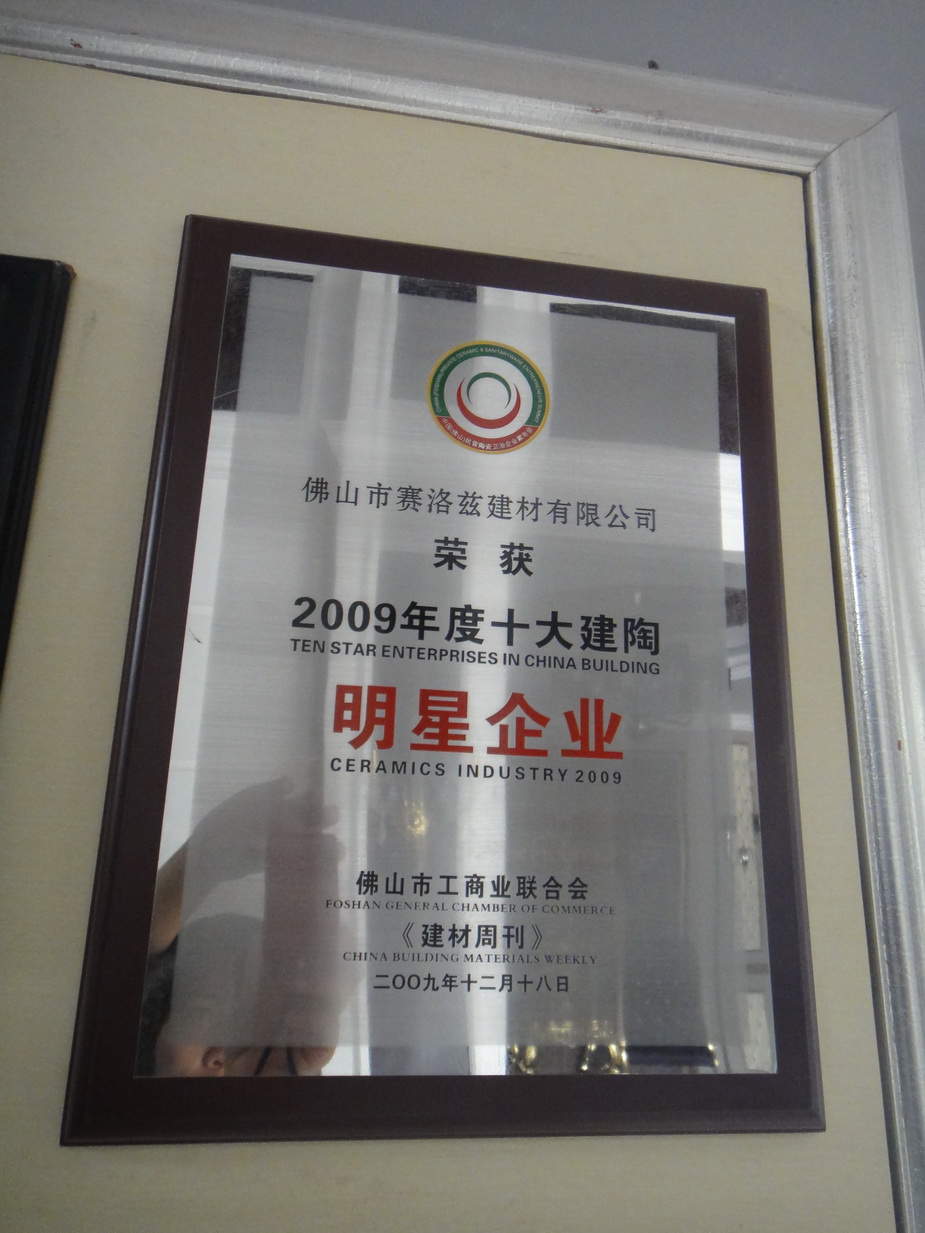 佛山市赛洛兹建材有限公司
荣获
2009年度十大建陶
TEN STAR ENTERPRISES IN CHINA BUILDING
明星企业
CERAMICS INDUSTRY 2009
佛山市工商业联合会
FOSHAN GENERAL CHAMBER OF COMMERCE
《建材周刊》
CHINA BUILDING MATERIALS WEEKLY
二OO九年十二月十八日